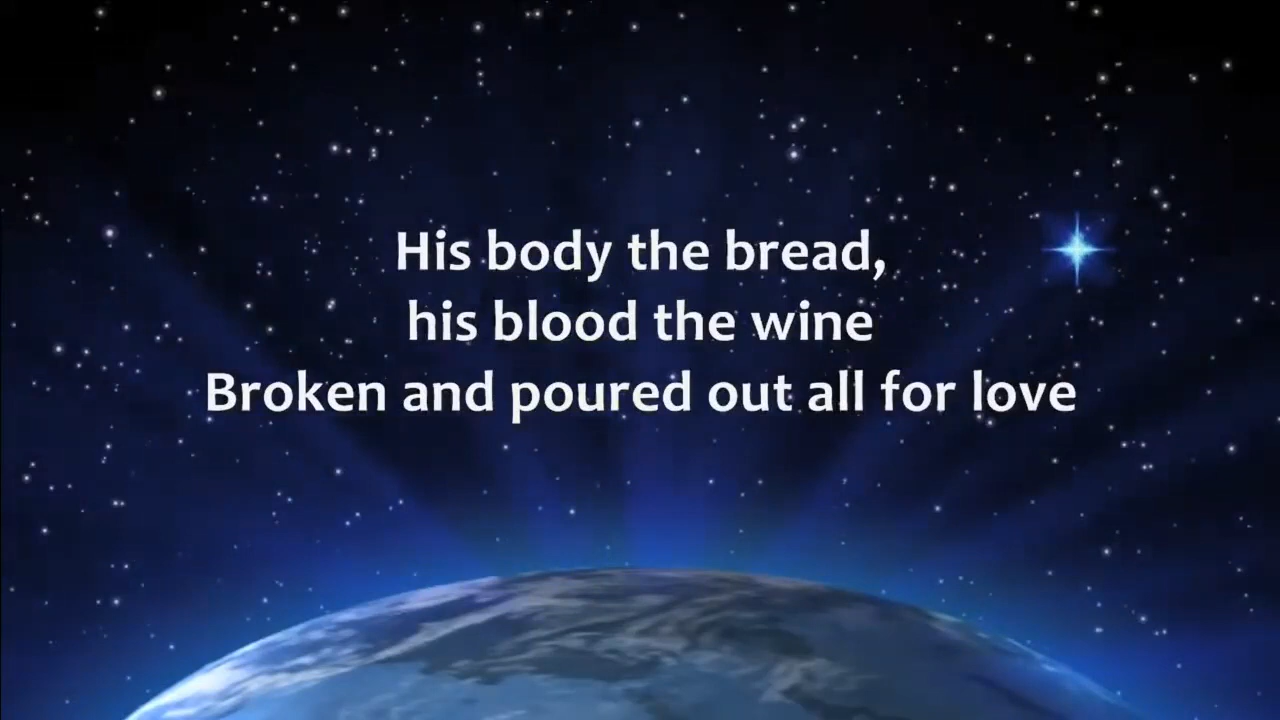 His body the bread,
his blood the wine
Broken and poured out all for love